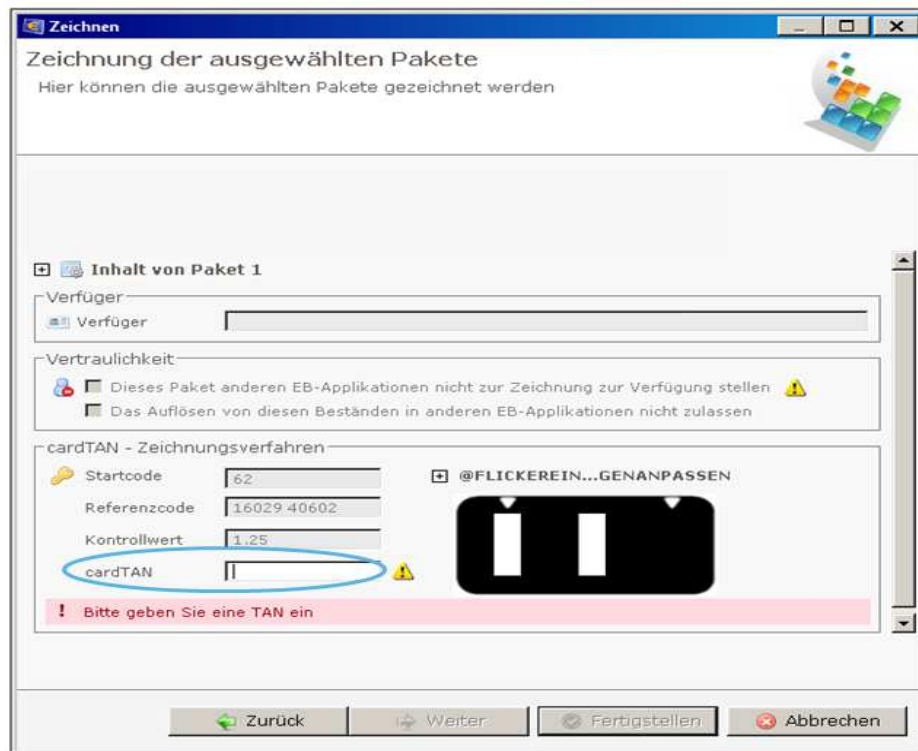 Zeichnen
Zeichnung der ausgewählten Pakete
Hier können die ausgewählten Pakete gezeichnet werden
Inhalt von Paket 1
Verfüger
Verfüger
Vertraulichkeit
Dieses Paket anderen EB-Applikationen nicht zur Zeichnung zur Verfügung stellen
Das Auflösen von diesen Beständen in anderen EB-Applikationen nicht zulassen
cardTAN - Zeichnungsverfahren
Startcode 62 @FLICKEREIN...GENANPASSEN
Referenzcode 16029 40602
Kontrollwert 1.25
cardTAN
! Bitte geben Sie eine TAN ein
Zurück Weiter Fertigstellen Abbrechen